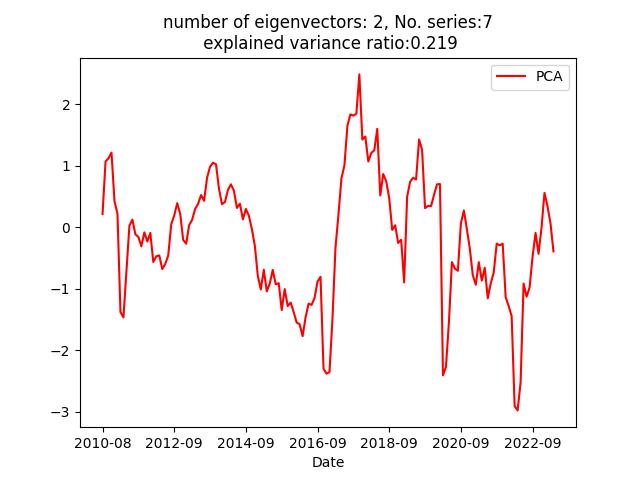 number of eigenvectors: 2, No. series:7
explained variance ratio:0.219
PCA
2
1
0
−1
−2
−3
2010-08 2012-09 2014-09 2016-09 2018-09 2020-09 2022-09
Date